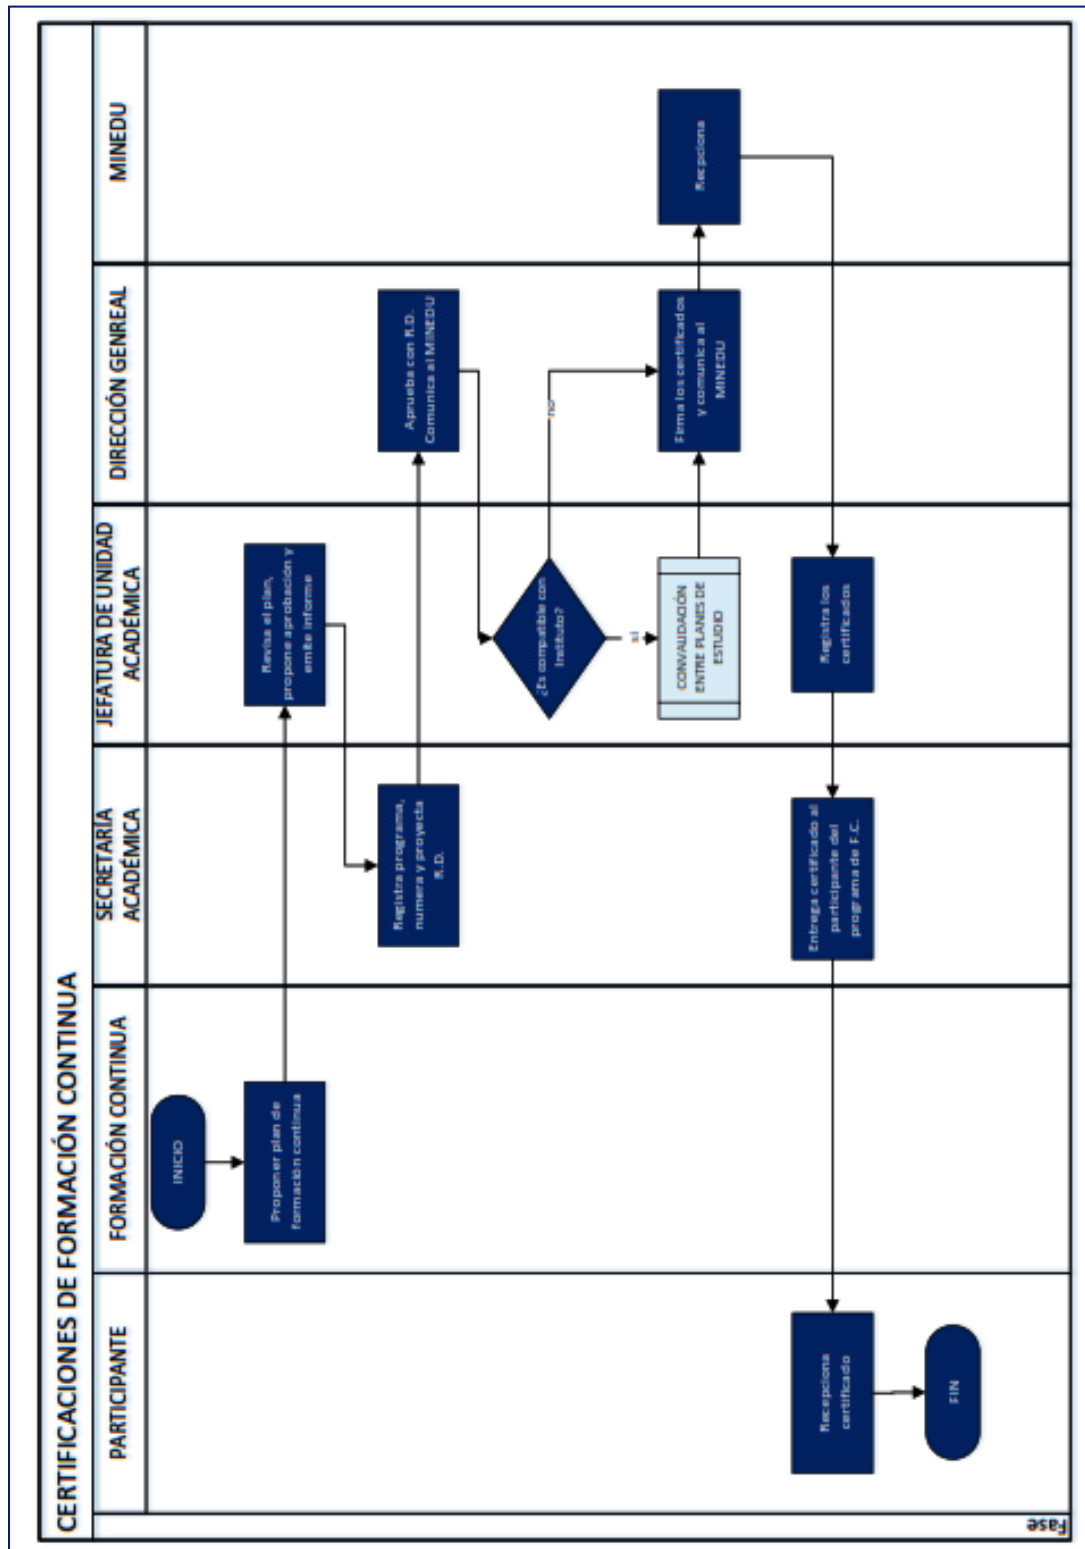 CERTIFICACIONES DE FORMACIÓN CONTINUA
PARTICIPANTE
FORMACIÓN CONTINUA
SECRETARÍA
ACADÉMICA
JEFATURA DE UNIDAD
ACADÉMICA
DIRECCIÓN GENREAL
MINEDU
INICIO
Proponer plan de
formación continua
Revisa el plan,
propone aprobación y
emite informe
Registra programa,
numera y proyecta
R.D.
Aprueba con R.D.
Comunica al MINEDU
¿Es compatible con
Instituto?
no
si
CONVALIDACIÓN
ENTRE PLANES DE
ESTUDIO
Firma los certificados
y comunica al
MINEDU
Recpciona
Registra los
certificados
Entrega certificado al
participante del
programa de F.C.
Recepciona
certificado
FIN
Fase